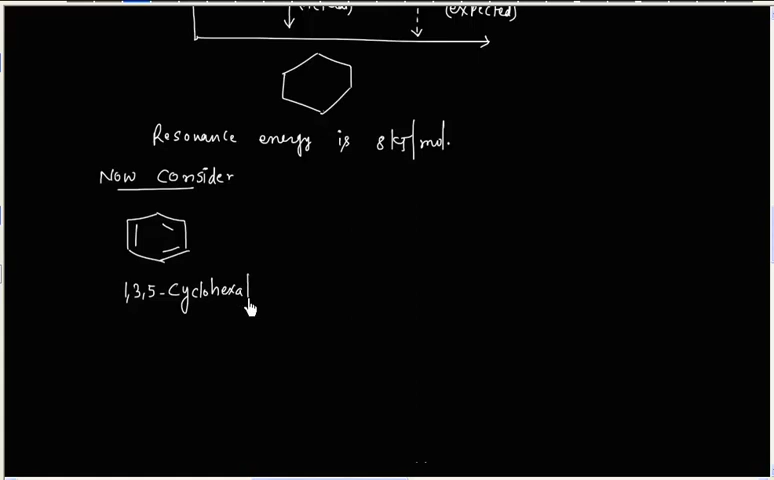 (expected)
Resonance energy is 8 kJ/mol.
Now Consider
1,3,5-Cyclohexa